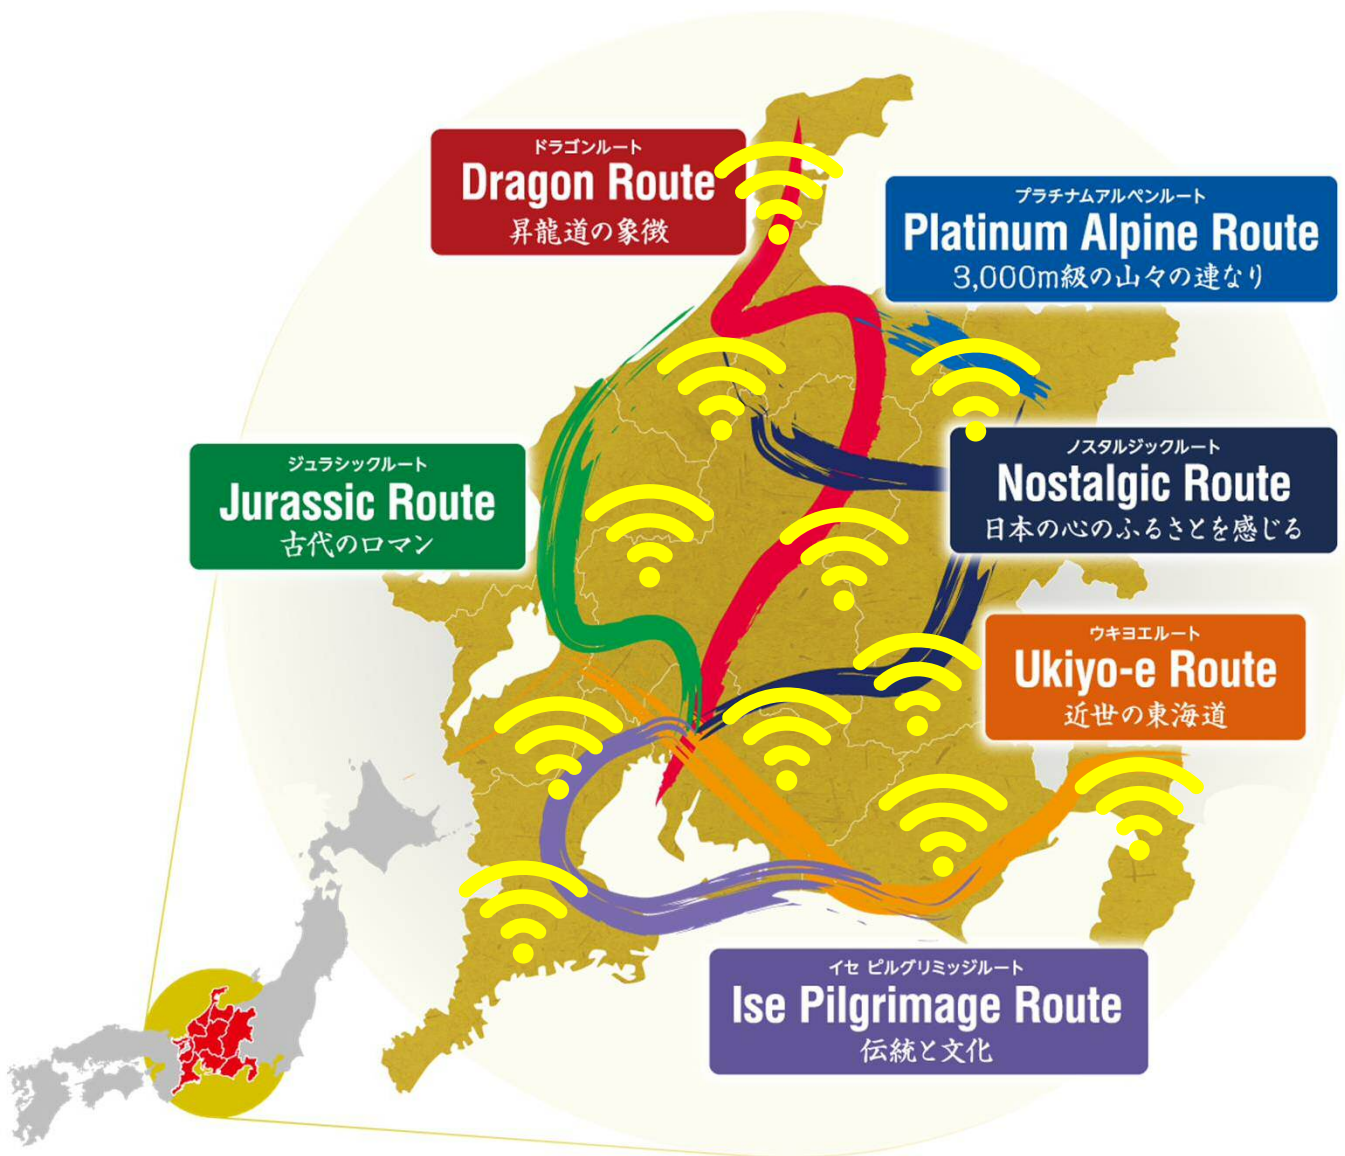 ドラゴンルート
Dragon Route
昇龍道の象徴
プラチナムアルペンルート
Platinum Alpine Route
3,000m級の山々の連なり
ジュラシックルート
Jurassic Route
古代のロマン
ノスタルジックルート
Nostalgic Route
日本の心のふるさとを感じる
ウキヨエルート
Ukiyo-e Route
近世の東海道
イセ ピルグリミッジルート
Ise Pilgrimage Route
伝統と文化